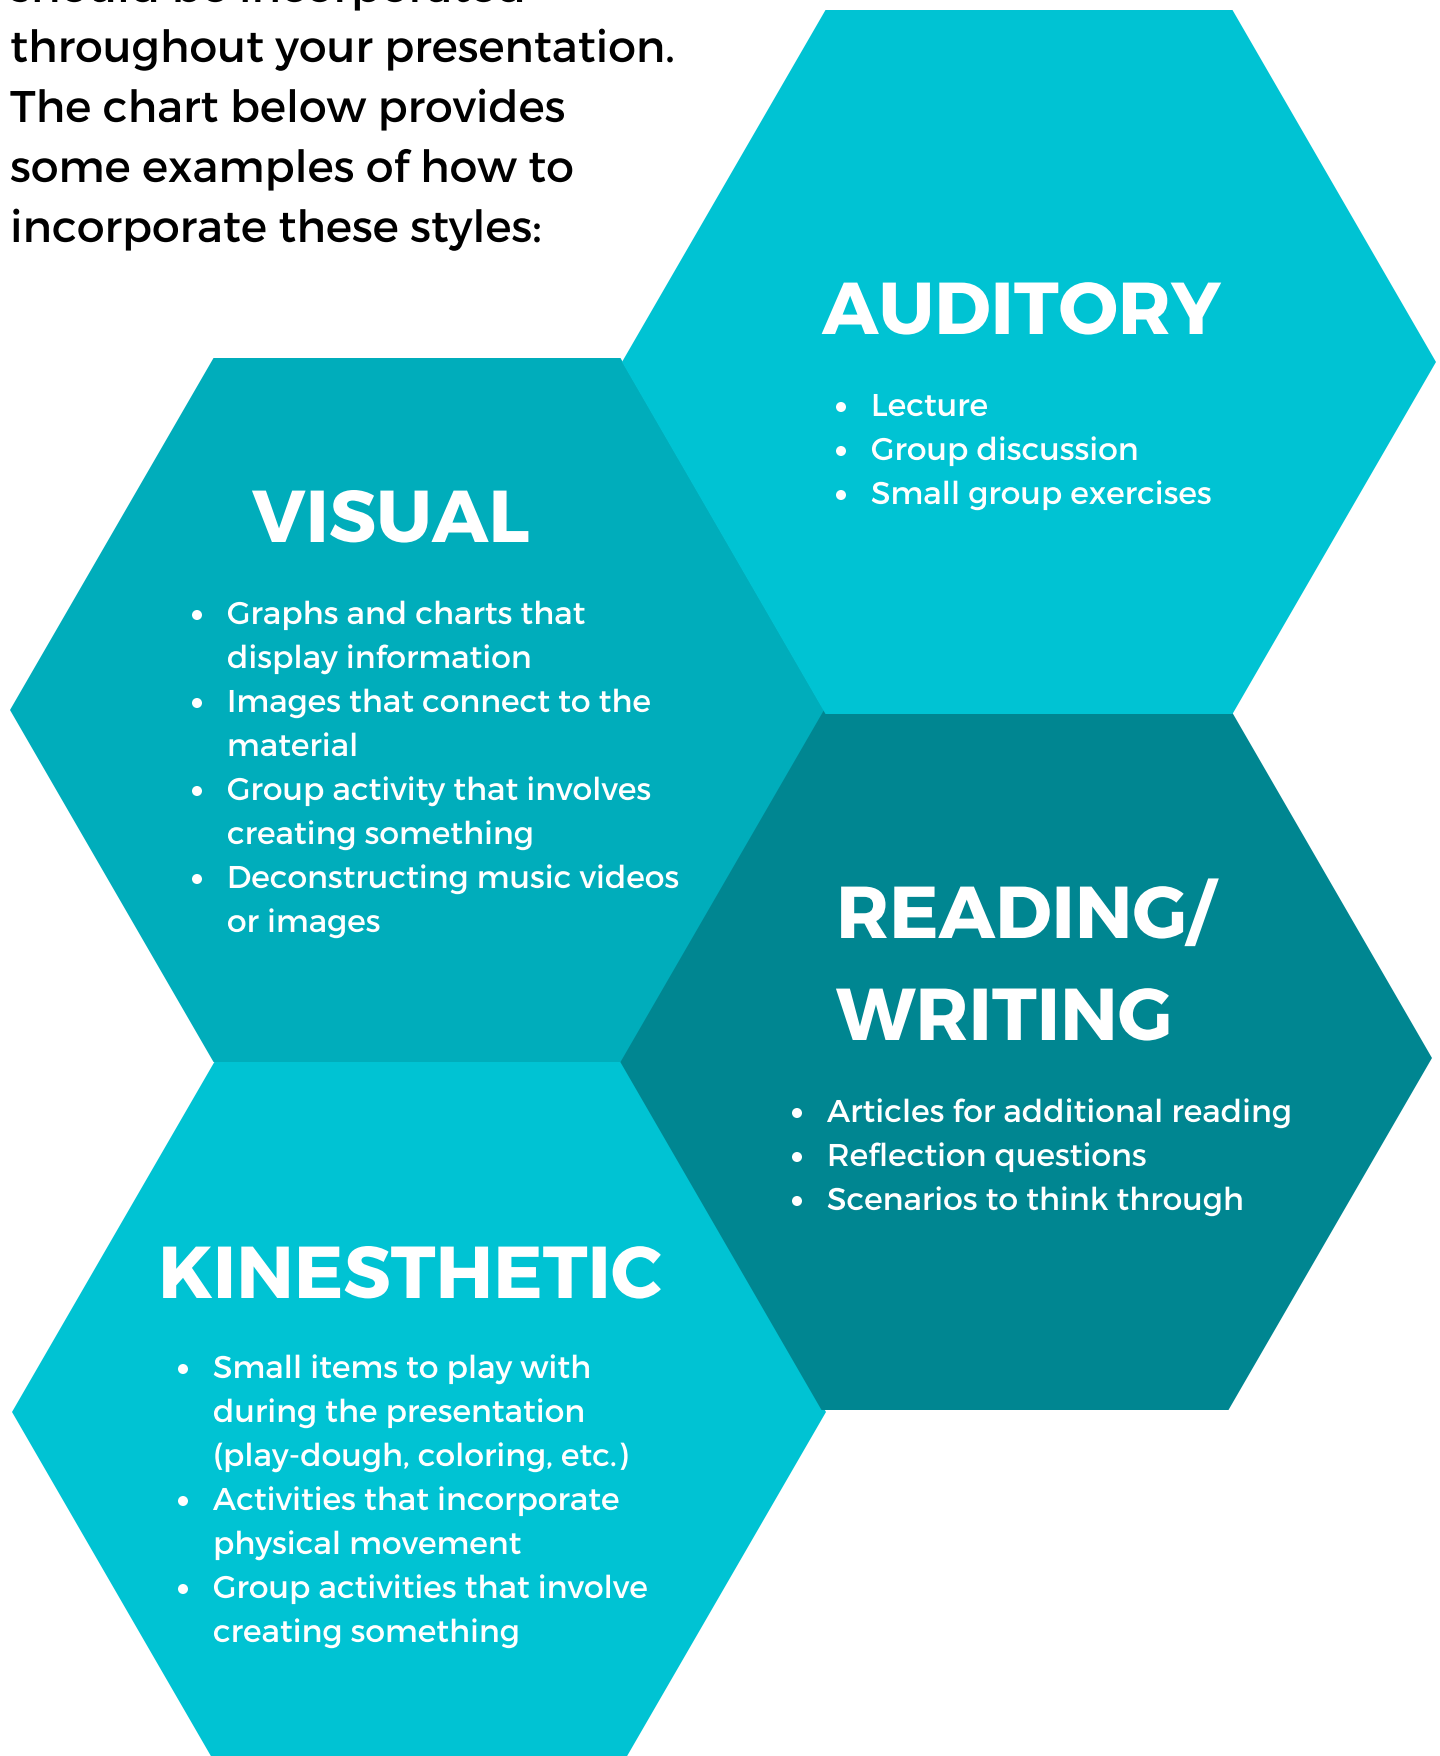 should be incorporated
throughout your presentation.
The chart below provides
some examples of how to
incorporate these styles:
AUDITORY
• Lecture
• Group discussion
• Small group exercises
VISUAL
• Graphs and charts that
display information
• Images that connect to the
material
• Group activity that involves
creating something
• Deconstructing music videos
or images
READING/
WRITING
• Articles for additional reading
• Reflection questions
• Scenarios to think through
KINESTHETIC
• Small items to play with
during the presentation
(play-dough, coloring, etc.)
• Activities that incorporate
physical movement
• Group activities that involve
creating something